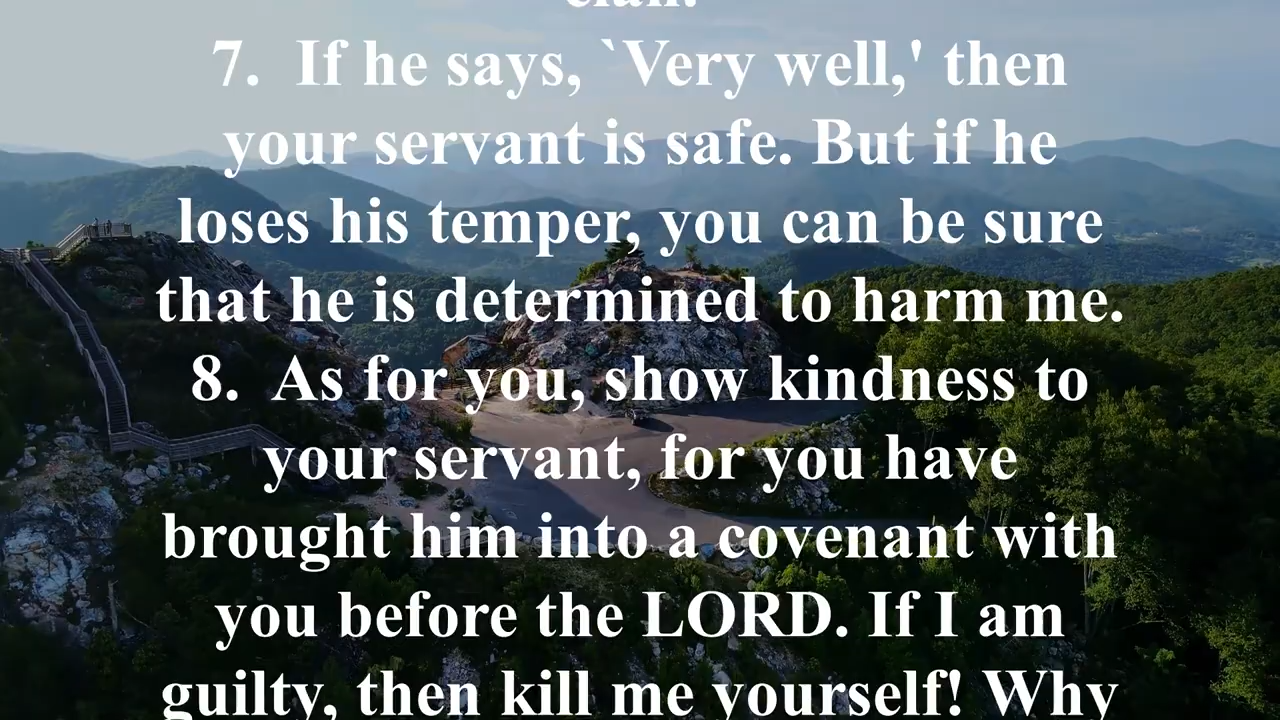 clan.'
7. If he says, `Very well,' then
your servant is safe. But if he
loses his temper, you can be sure
that he is determined to harm me.
8. As for you, show kindness to
your servant, for you have
brought him into a covenant with
you before the LORD. If I am
guilty, then kill me yourself! Why